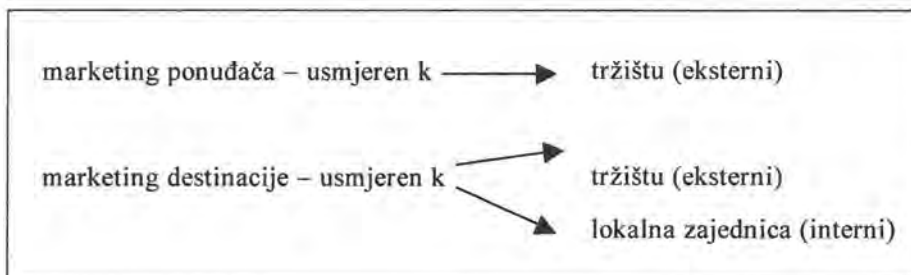 marketing ponuđača – usmjeren k tržištu (eksterni)
marketing destinacije – usmjeren k tržištu (eksterni)
lokalna zajednica (interni)